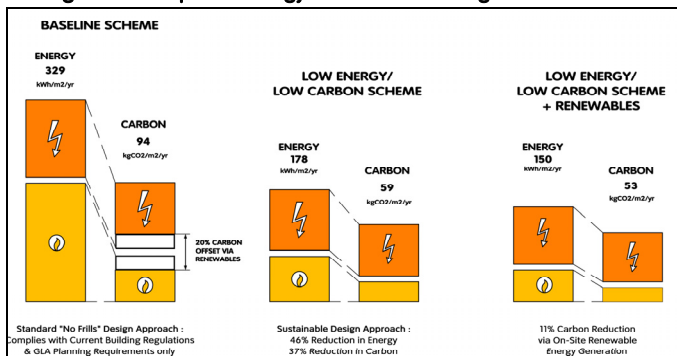 BASELINE SCHEME
ENERGY
329
kWh/m2/yr
CARBON
94
kgCO2/m2/yr
20% CARBON
OFFSET VIA
RENEWABLES
Standard "No Frills" Design Approach :
Complies with Current Building Regulations
& GLA Planning Requirements only
LOW ENERGY/
LOW CARBON SCHEME
ENERGY
178
kWh/m2/yr
CARBON
59
kgCO2/m2/yr
Sustainable Design Approach :
46% Reduction in Energy
37% Reduction in Carbon
LOW ENERGY/
LOW CARBON SCHEME
+ RENEWABLES
ENERGY
150
kWh/m2/yr
CARBON
53
kgCO2/m2/yr
11% Carbon Reduction
via On-Site Renewable
Energy Generation